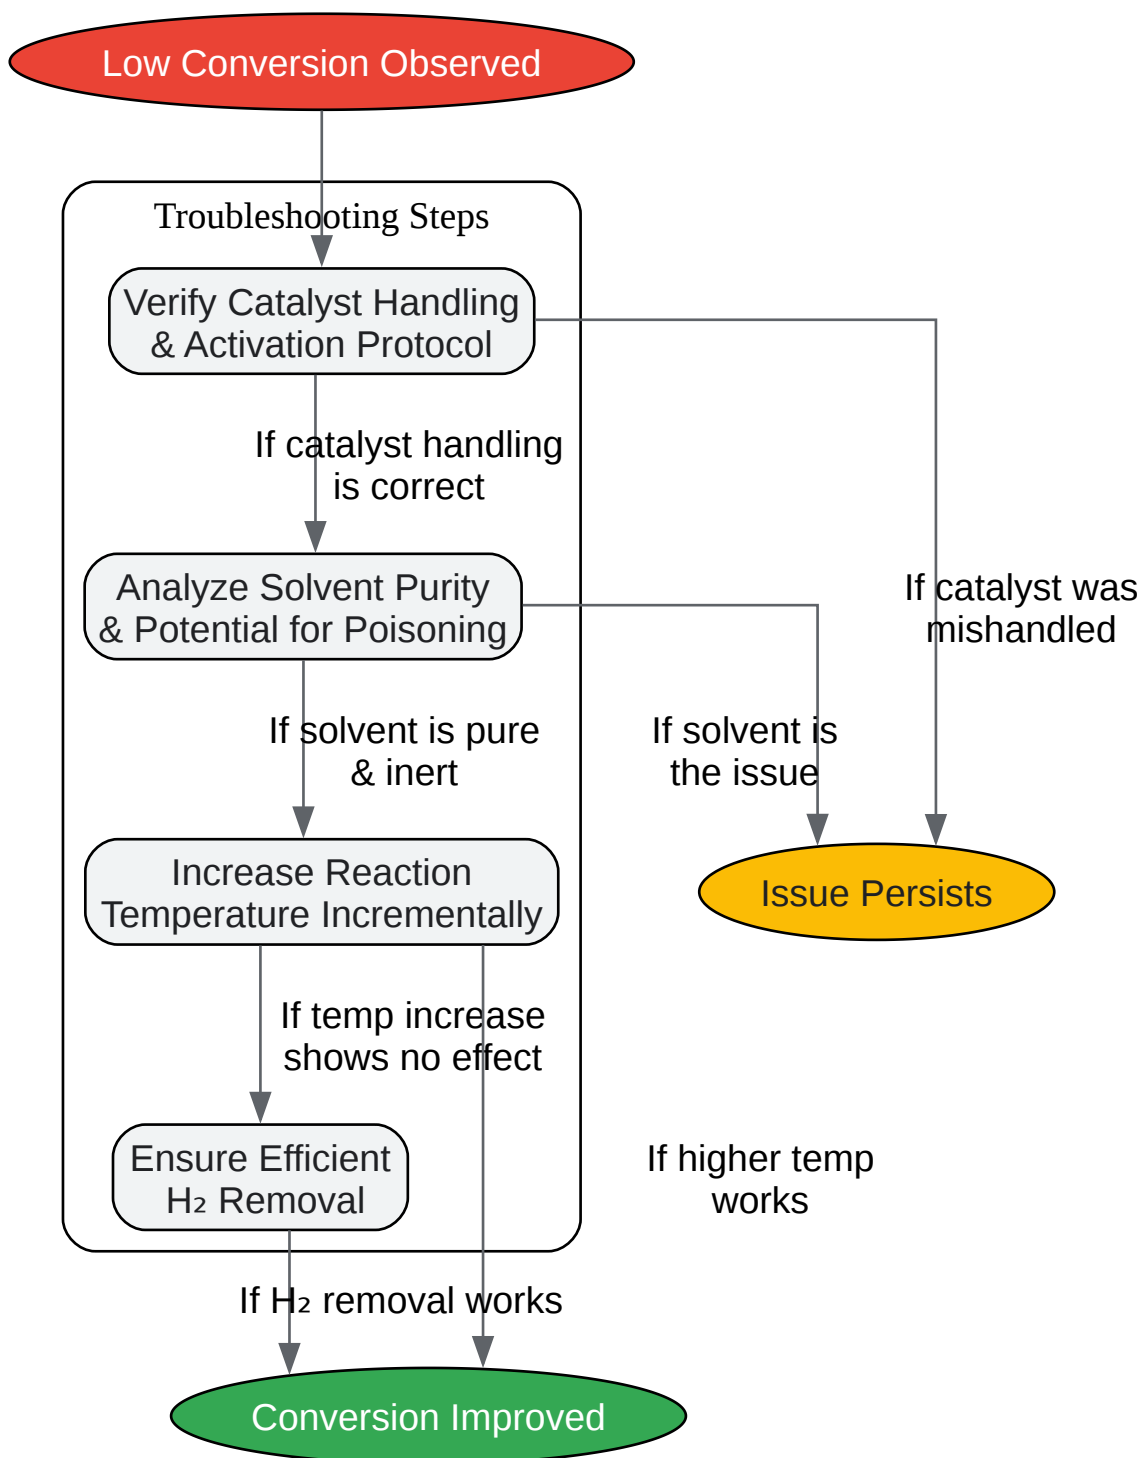 Low Conversion Observed
Troubleshooting Steps
Verify Catalyst Handling
& Activation Protocol
If catalyst handling
is correct
Analyze Solvent Purity
& Potential for Poisoning
If catalyst was
mishandled
If solvent is pure
& inert
If solvent is
the issue
Increase Reaction
Temperature Incrementally
Issue Persists
If temp increase
shows no effect
Ensure Efficient
H₂ Removal
If higher temp
works
If H₂ removal works
Conversion Improved